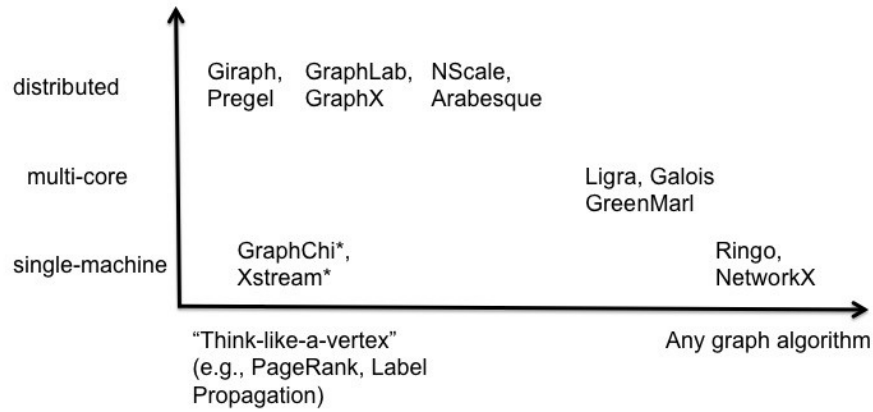 distributed
Giraph, GraphLab, NScale,
Pregel GraphX Arabesque
multi-core
Ligra, Galois
GreenMarl
single-machine
GraphChi*,
Xstream*
Ringo,
NetworkX
“Think-like-a-vertex”
(e.g., PageRank, Label
Propagation)
Any graph algorithm